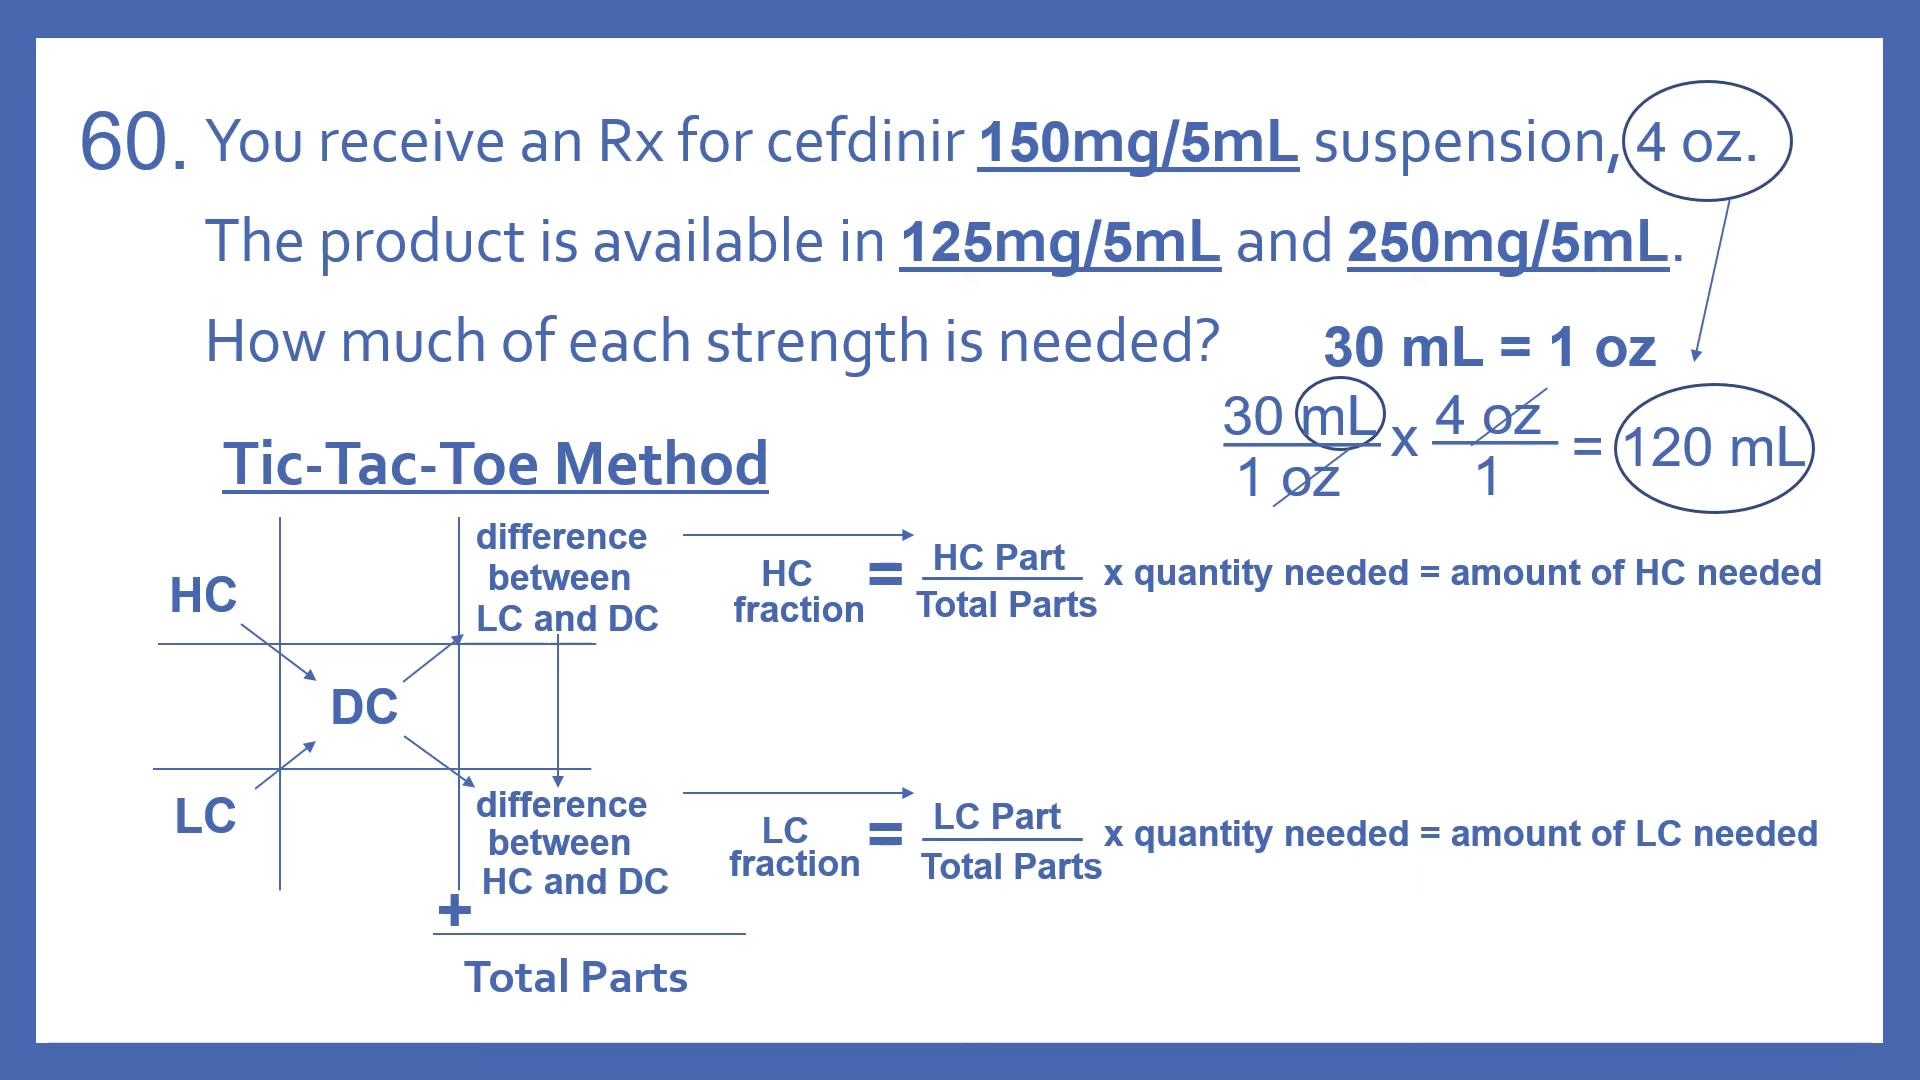 60. You receive an Rx for cefdinir 150mg/5mL suspension, 4 oz.
The product is available in 125mg/5mL and 250mg/5mL.
How much of each strength is needed?
30 mL = 1 oz
30 mL x 4 oz = 120 mL
1 oz 1
Tic-Tac-Toe Method
HC
DC
LC
difference
between
LC and DC
HC
fraction
=
HC Part
Total Parts
x quantity needed = amount of HC needed
difference
between
HC and DC
LC
fraction
=
LC Part
Total Parts
x quantity needed = amount of LC needed
+
Total Parts